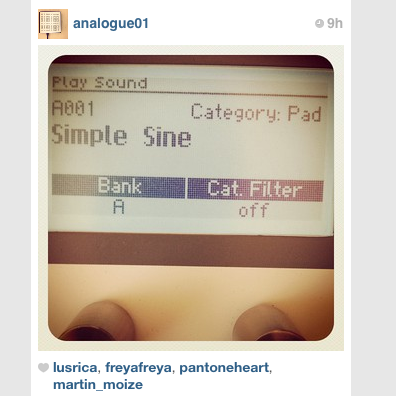 analogue01
9h
Play Sound
A001
Category: Pad
Simple Sine
Bank
Cat. Filter
A
off
lusrica, freyafreya, pantoneheart,
martin_moize